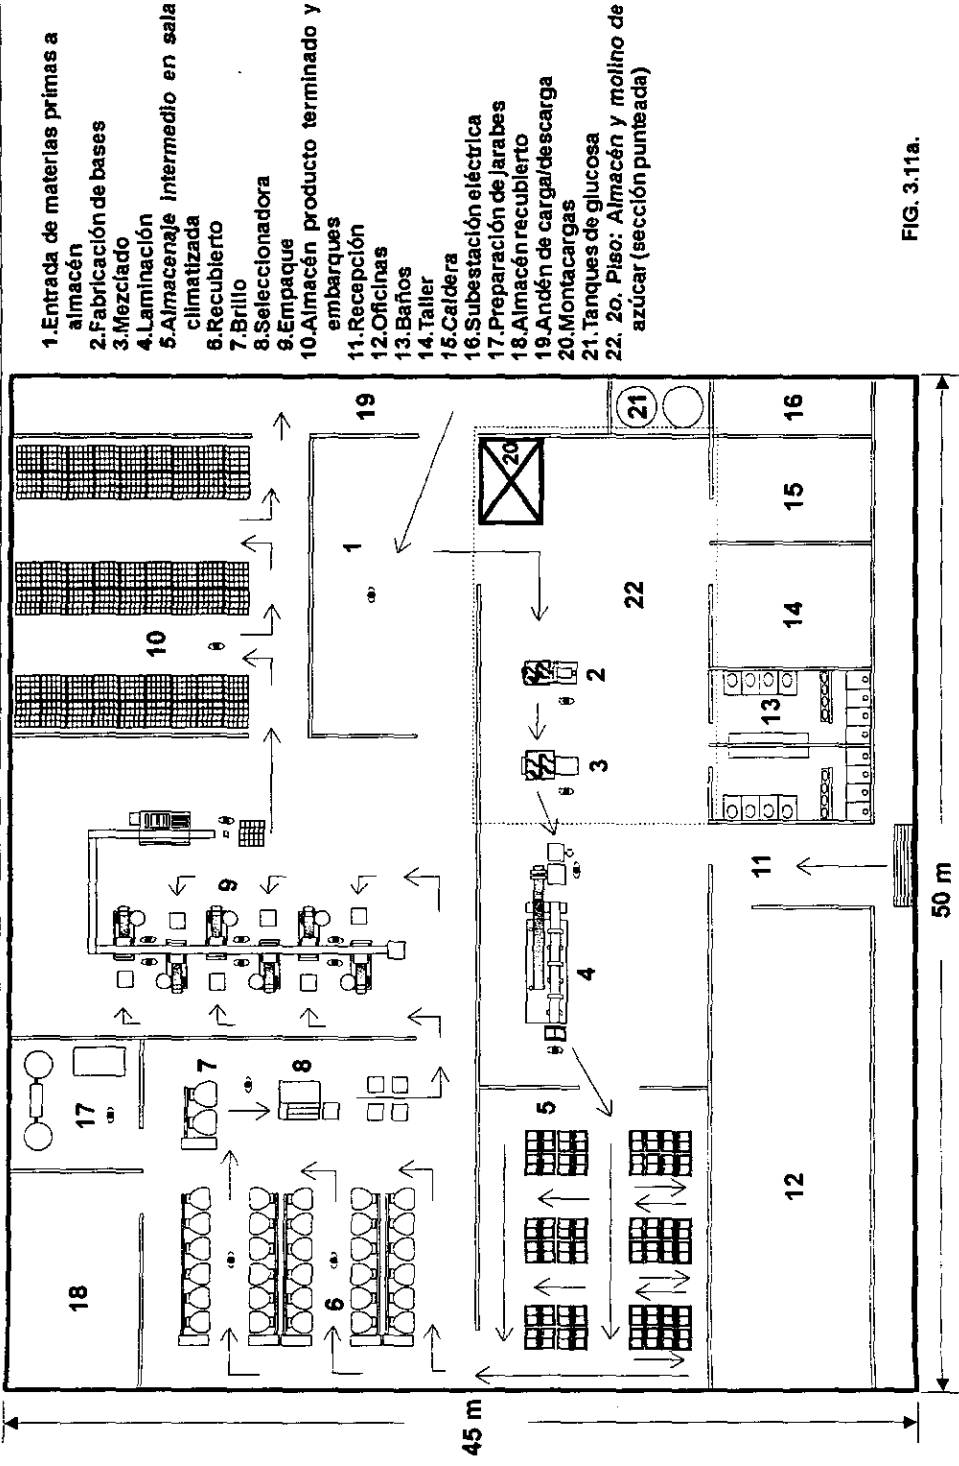 1.Entrada de materias primas a
almacén
2.Fabricación de bases
3.Mezclado
4.Laminación
5.Almacenaje intermedio en sala
climatizada
6.Recubierto
7.Brillo
8.Seleccionadora
9.Empaque
10.Almacén producto terminado y
embarques
11.Recepción
12.Oficinas
13.Baños
14.Taller
15.Caldera
16.Subestación eléctrica
17.Preparación de jarabes
18.Almacén recubierto
19.Andén de carga/descarga
20.Montacargas
21.Tanques de glucosa
22. 2o. Piso: Almacén y molino de
azúcar (sección punteada)
FIG. 3.11a.
18
17
7
8
6
9
10
1
19
20
21
22
2
3
4
5
12
11
13
14
15
16
45 m
50 m